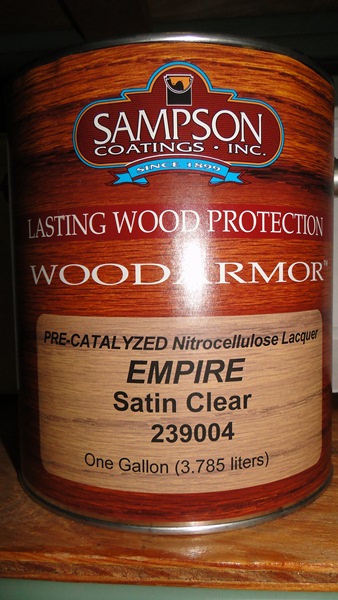 SAMPSON
COATINGS • INC.
SINCE 1899
LASTING WOOD PROTECTION
WOODARMOR™
PRE-CATALYZED Nitrocellulose Lacquer
EMPIRE
Satin Clear
239004
One Gallon (3.785 liters)